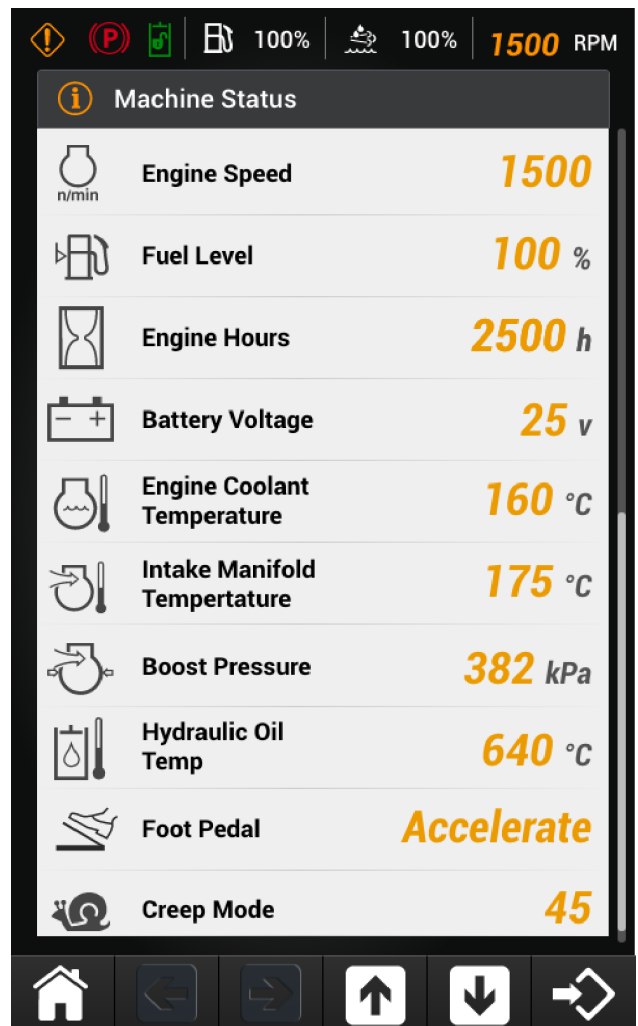 (P) 100% 100% 1500 RPM
i Machine Status
n/min Engine Speed 1500
Fuel Level 100 %
Engine Hours 2500 h
Battery Voltage 25 v
Engine Coolant
Temperature 160 °C
Intake Manifold
Tempertature 175 °C
Boost Pressure 382 kPa
Hydraulic Oil
Temp 640 °C
Foot Pedal Accelerate
Creep Mode 45